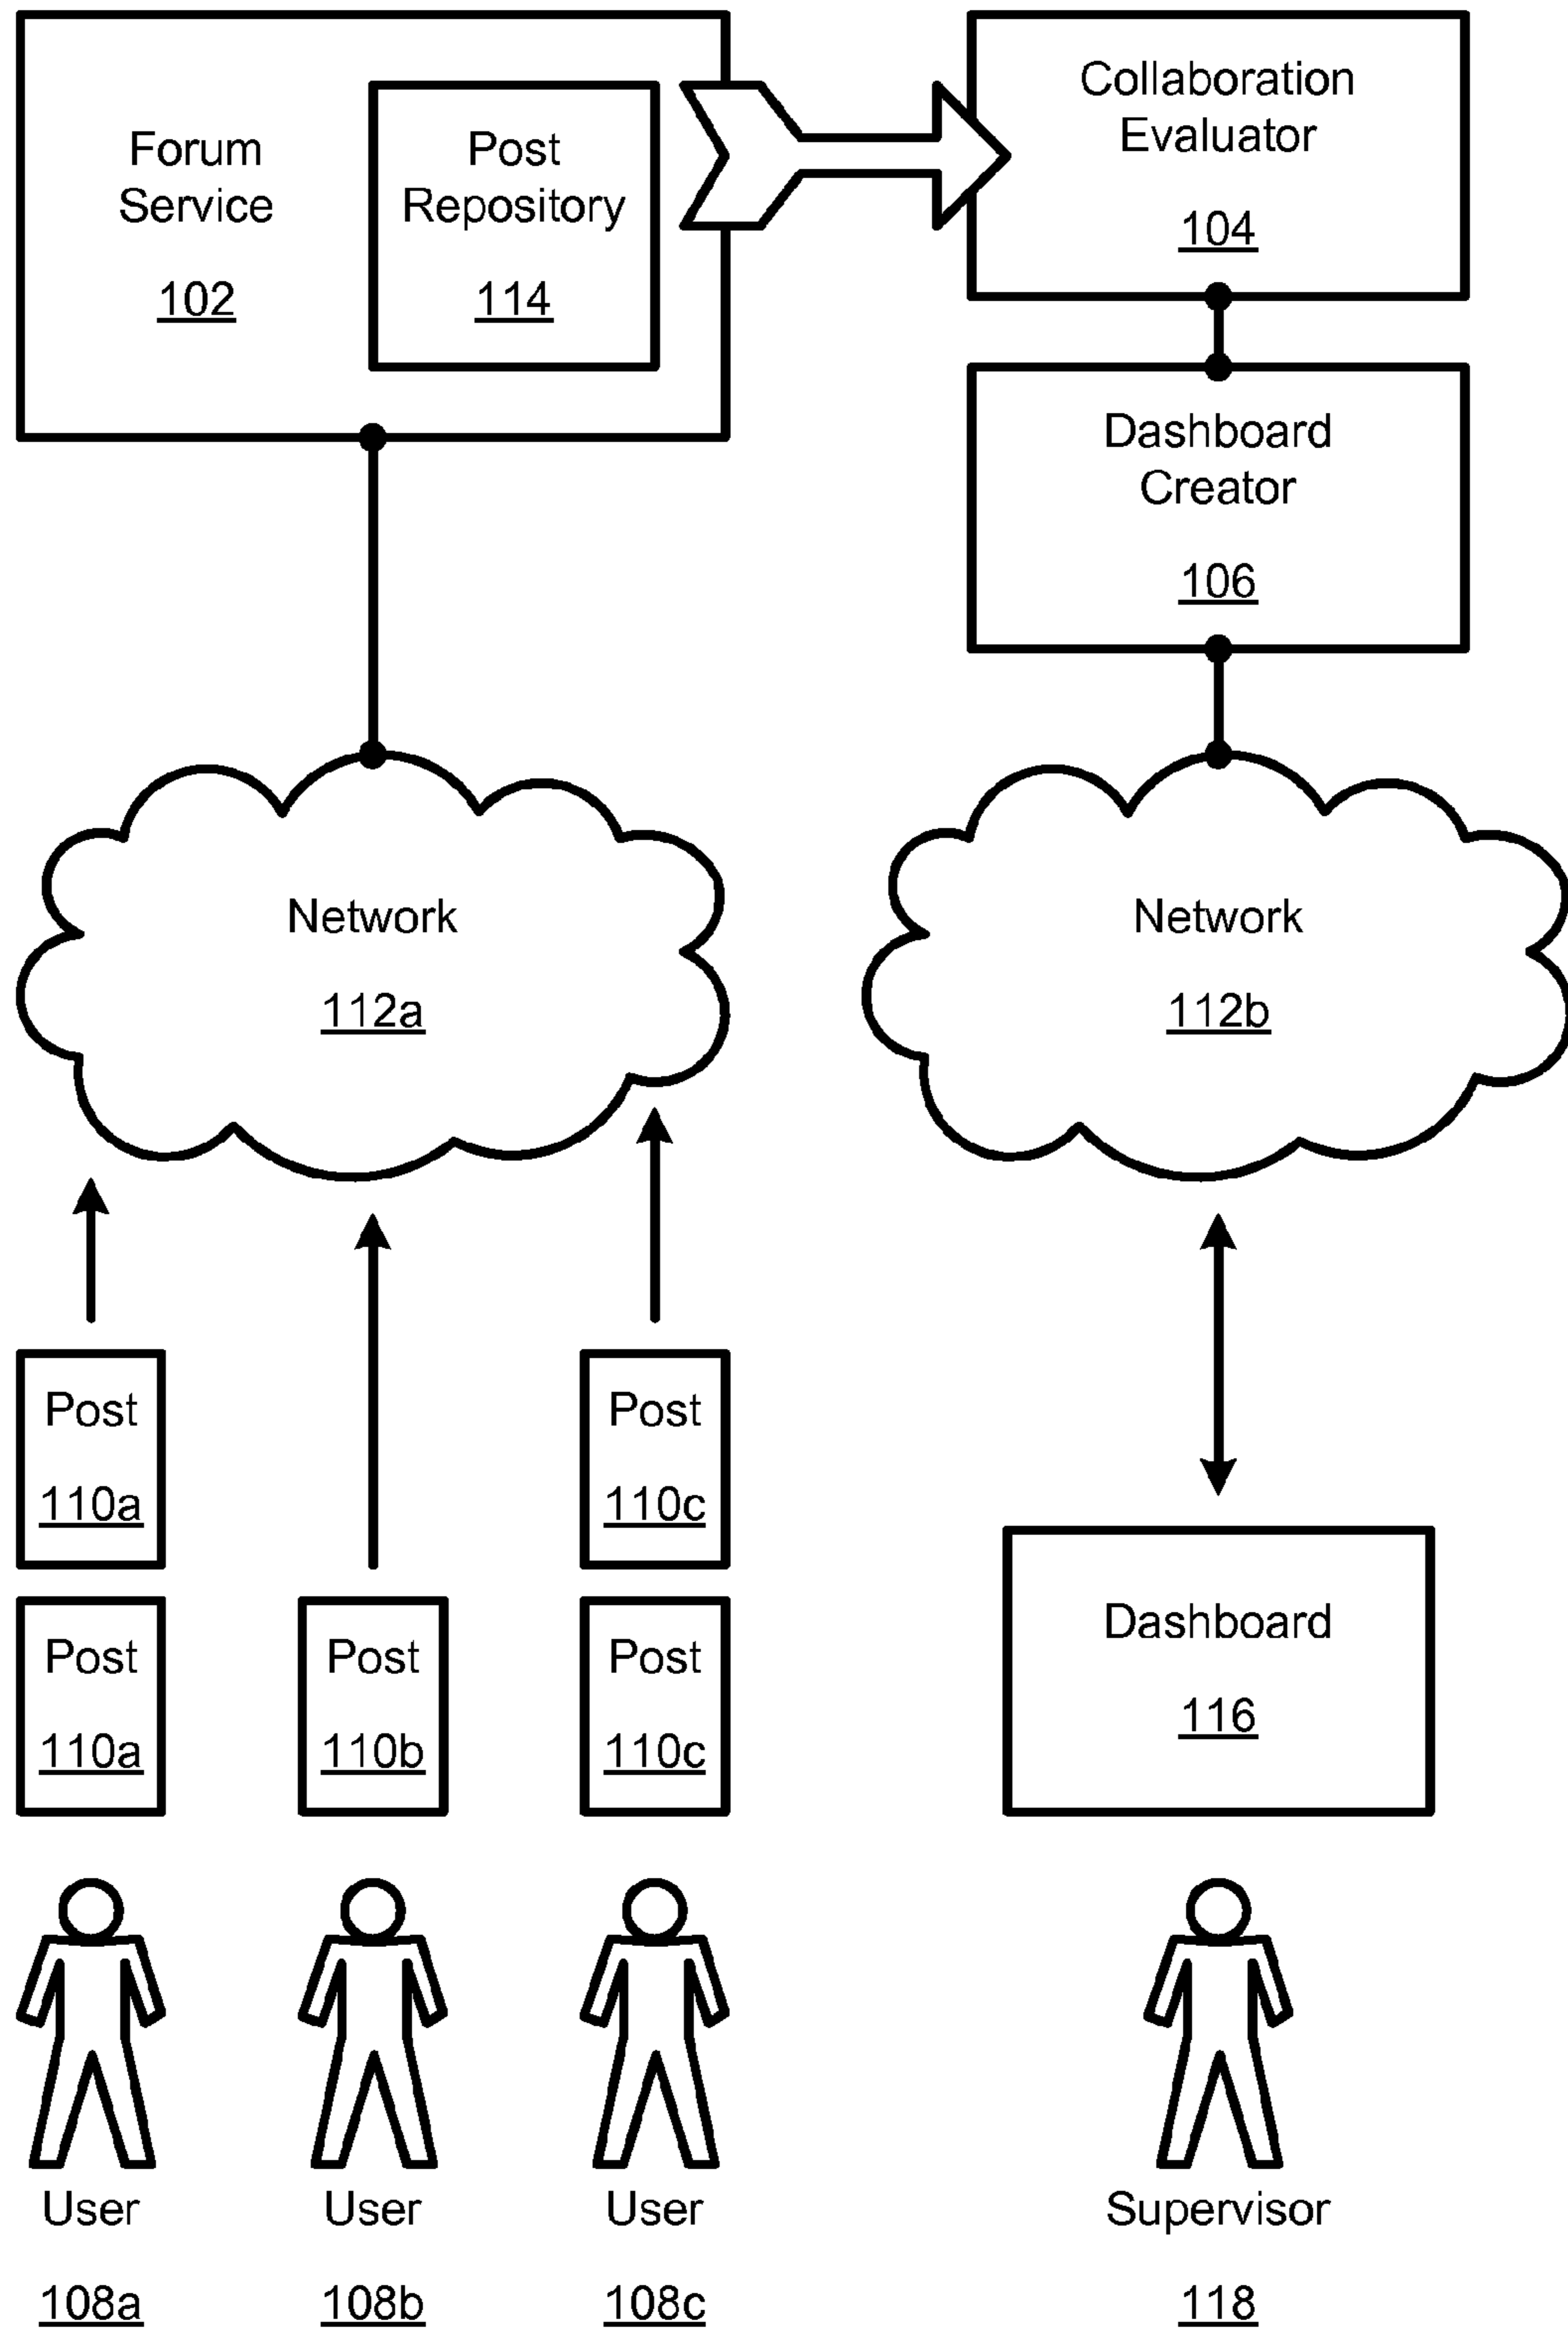 Forum
Service
102
Post
Repository
114
Collaboration
Evaluator
104
Dashboard
Creator
106
Network
112a
Network
112b
Post
110a
Post
110c
Post
110a
Post
110b
Post
110c
Dashboard
116
User
108a
User
108b
User
108c
Supervisor
118